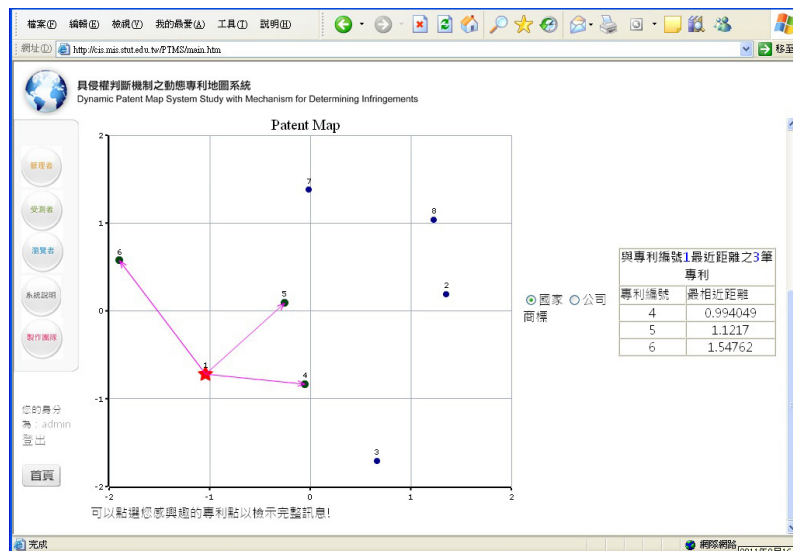 檔案(F) 編輯(E) 檢視(V) 我的最愛(A) 工具(T) 說明(H)
網址(D) http://cis.mis.stut.edu.tw/PTMS/main.htm 移至
具侵權判斷機制之動態專利地圖系統
Dynamic Patent Map System Study with Mechanism for Determining Infringements
管理者
受測者
瀏覽者
系統說明
製作團隊
您的身分
為：admin
登出
首頁
Patent Map
2
1
0
-1
-2
-2 -1 0 1 2
7
8
6
2
5
1
4
3
可以點選您感興趣的專利點以檢示完整訊息!
國家 公司
商標
與專利編號1最近距離之3筆
專利
專利編號 最相近距離
4 0.994049
5 1.1217
6 1.54762
完成 網際網路